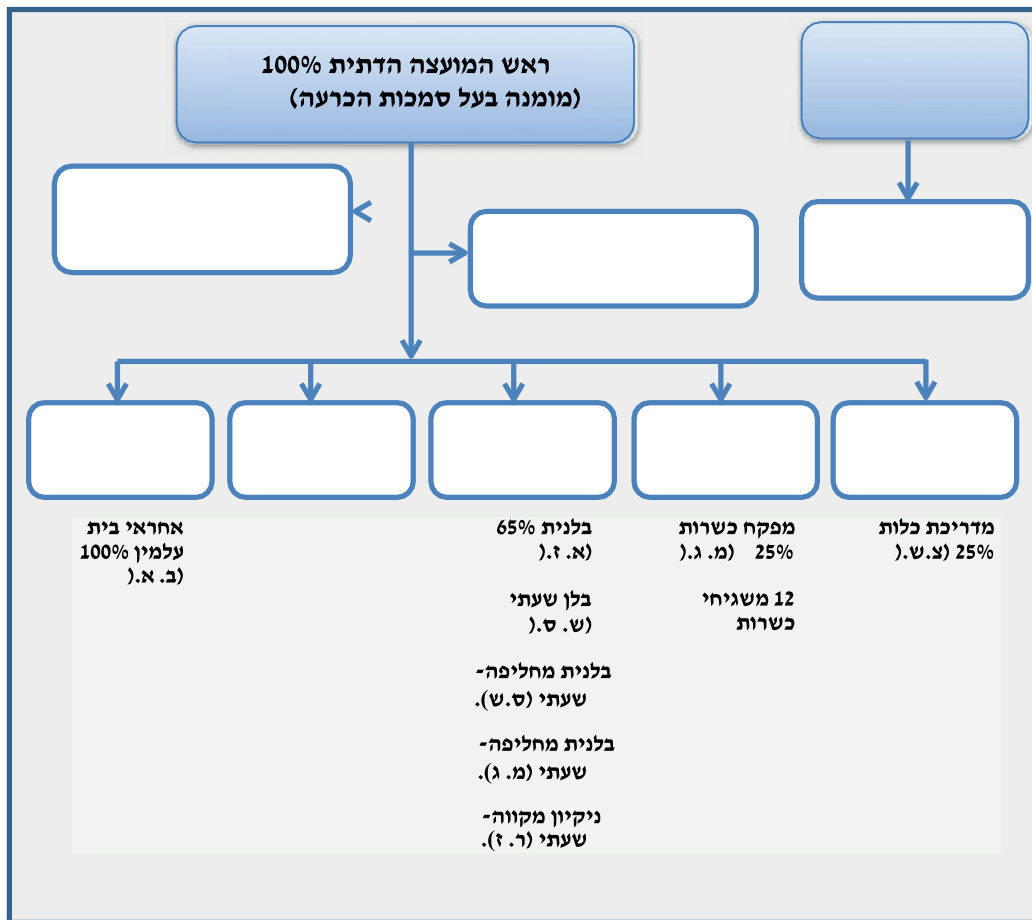 ראש המועצה הדתית 100%
(מומנה בעל סמכות הכרעה)
מדריכת כלות
25% (צ.ש.)
מפקח כשרות
25% (מ. ג.)
12 משגיחי
כשרות
בלנית 65%
(א. ז.)
בלן שעתי
(ש. ס.)
בלנית מחליפה-
שעתי (ס.ש).
בלנית מחליפה-
שעתי (מ. ג).
ניקיון מקווה-
שעתי (ר. ז).
אחראי בית
עלמין 100%
(ב. א.)